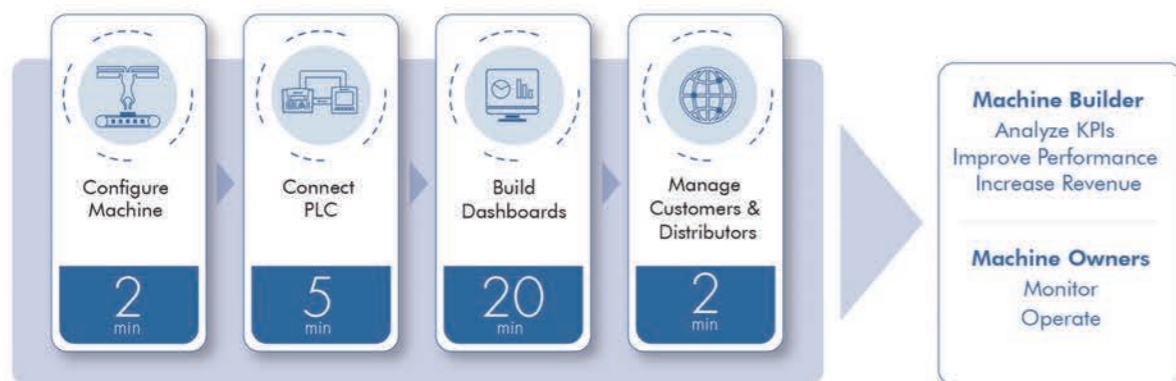 Configure
Machine
2
min
Connect
PLC
5
min
Build
Dashboards
20
min
Manage
Customers &
Distributors
2
min
Machine Builder
Analyze KPIs
Improve Performance
Increase Revenue
Machine Owners
Monitor
Operate